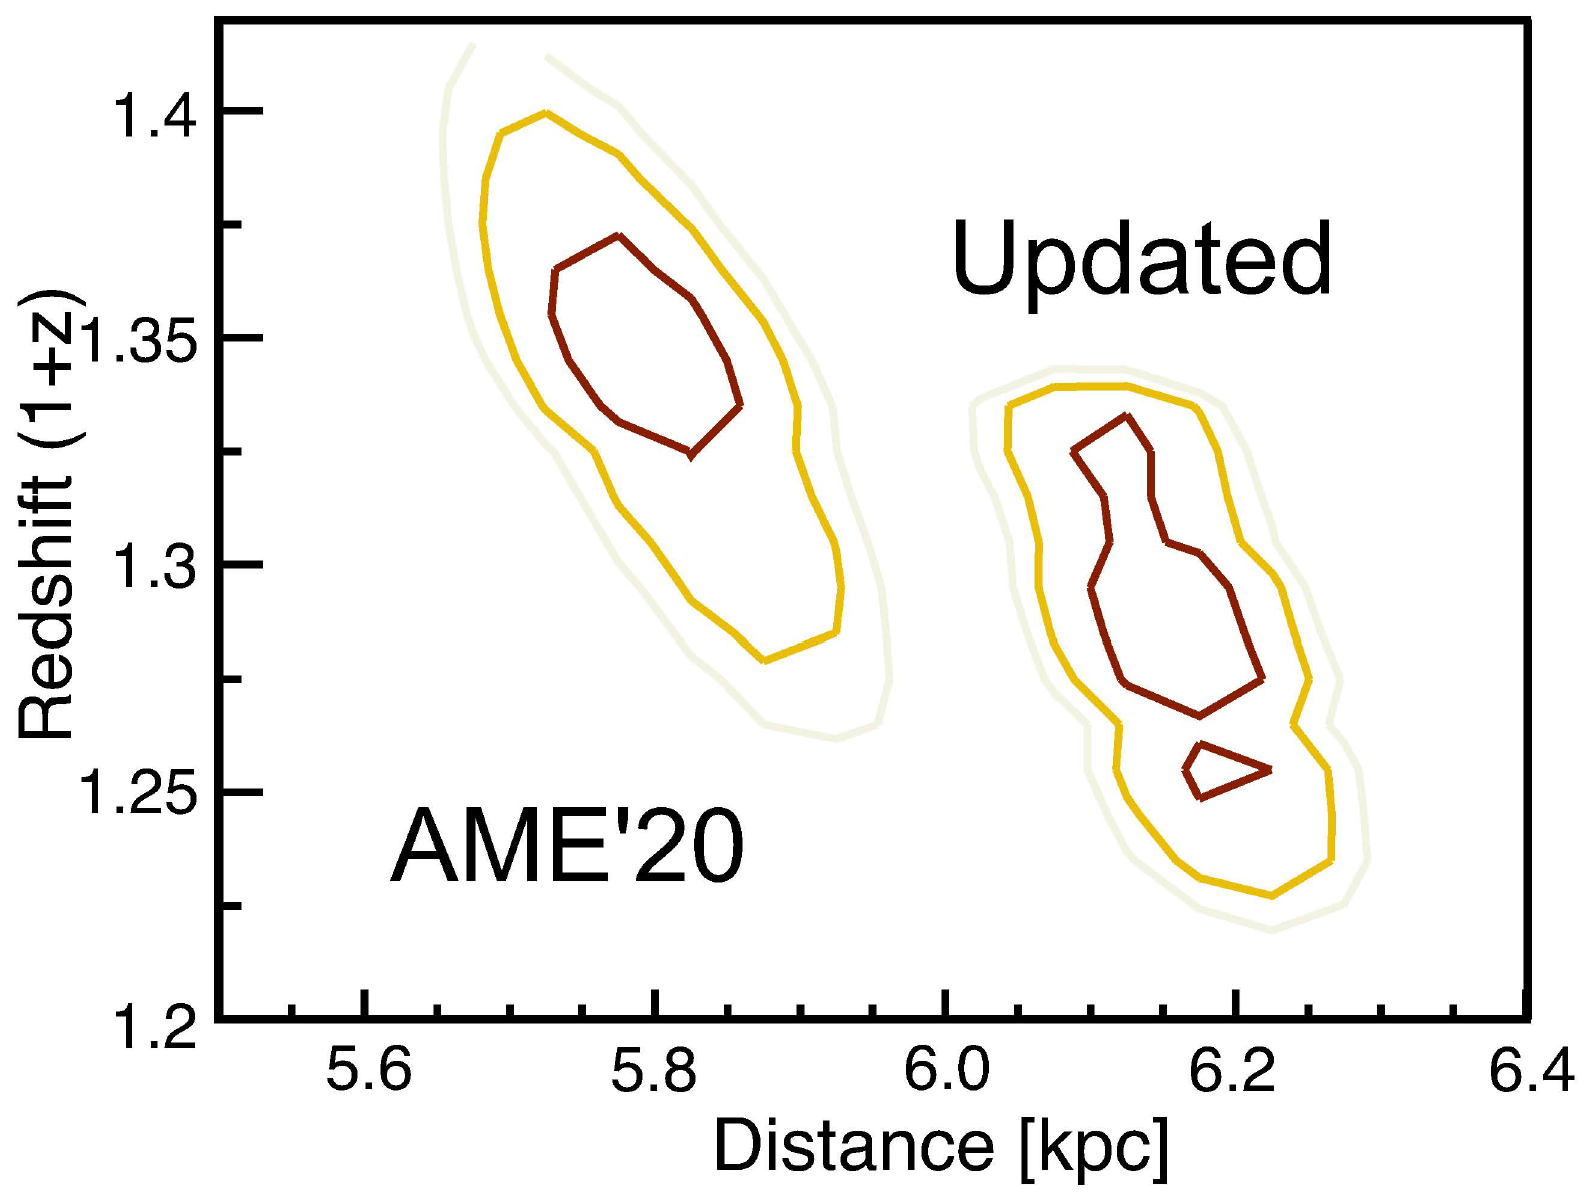 1.4
1.35
1.3
1.25
1.2
Redshift (1+z)
Updated
AME'20
5.6 5.8 6.0 6.2 6.4
Distance [kpc]